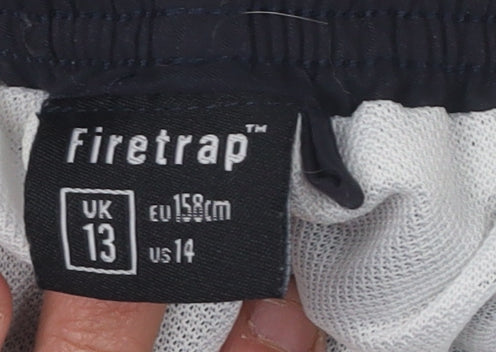 Firetrap™
UK
13
EU 158cm
US 14